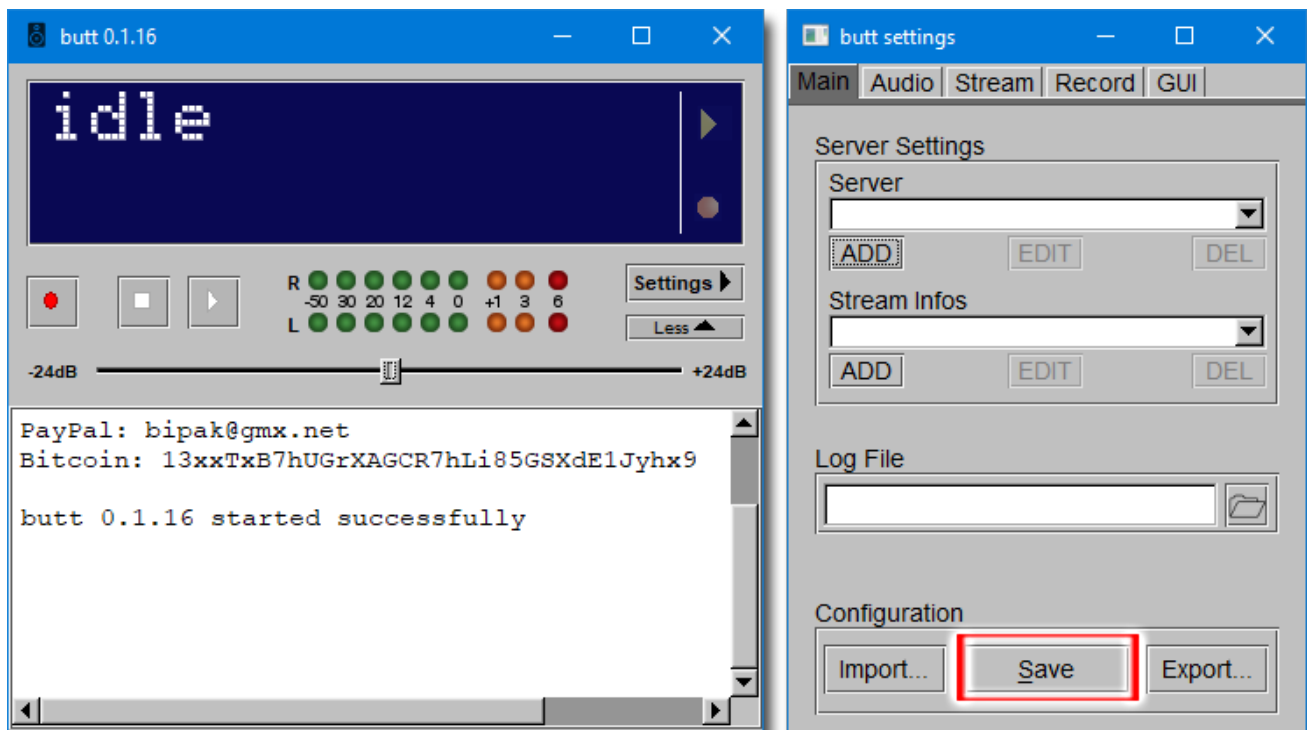 butt 0.1.16
idle
R
-50 30 20 12 4 0 +1 3 6
L
Settings
Less
-24dB
+24dB
PayPal: bipak@gmx.net
Bitcoin: 13xxTxB7hUGrXAGCR7hLi85GSXdE1Jyhx9
butt 0.1.16 started successfully
butt settings
Main Audio Stream Record GUI
Server Settings
Server
ADD EDIT DEL
Stream Infos
ADD EDIT DEL
Log File
Configuration
Import... Save Export...